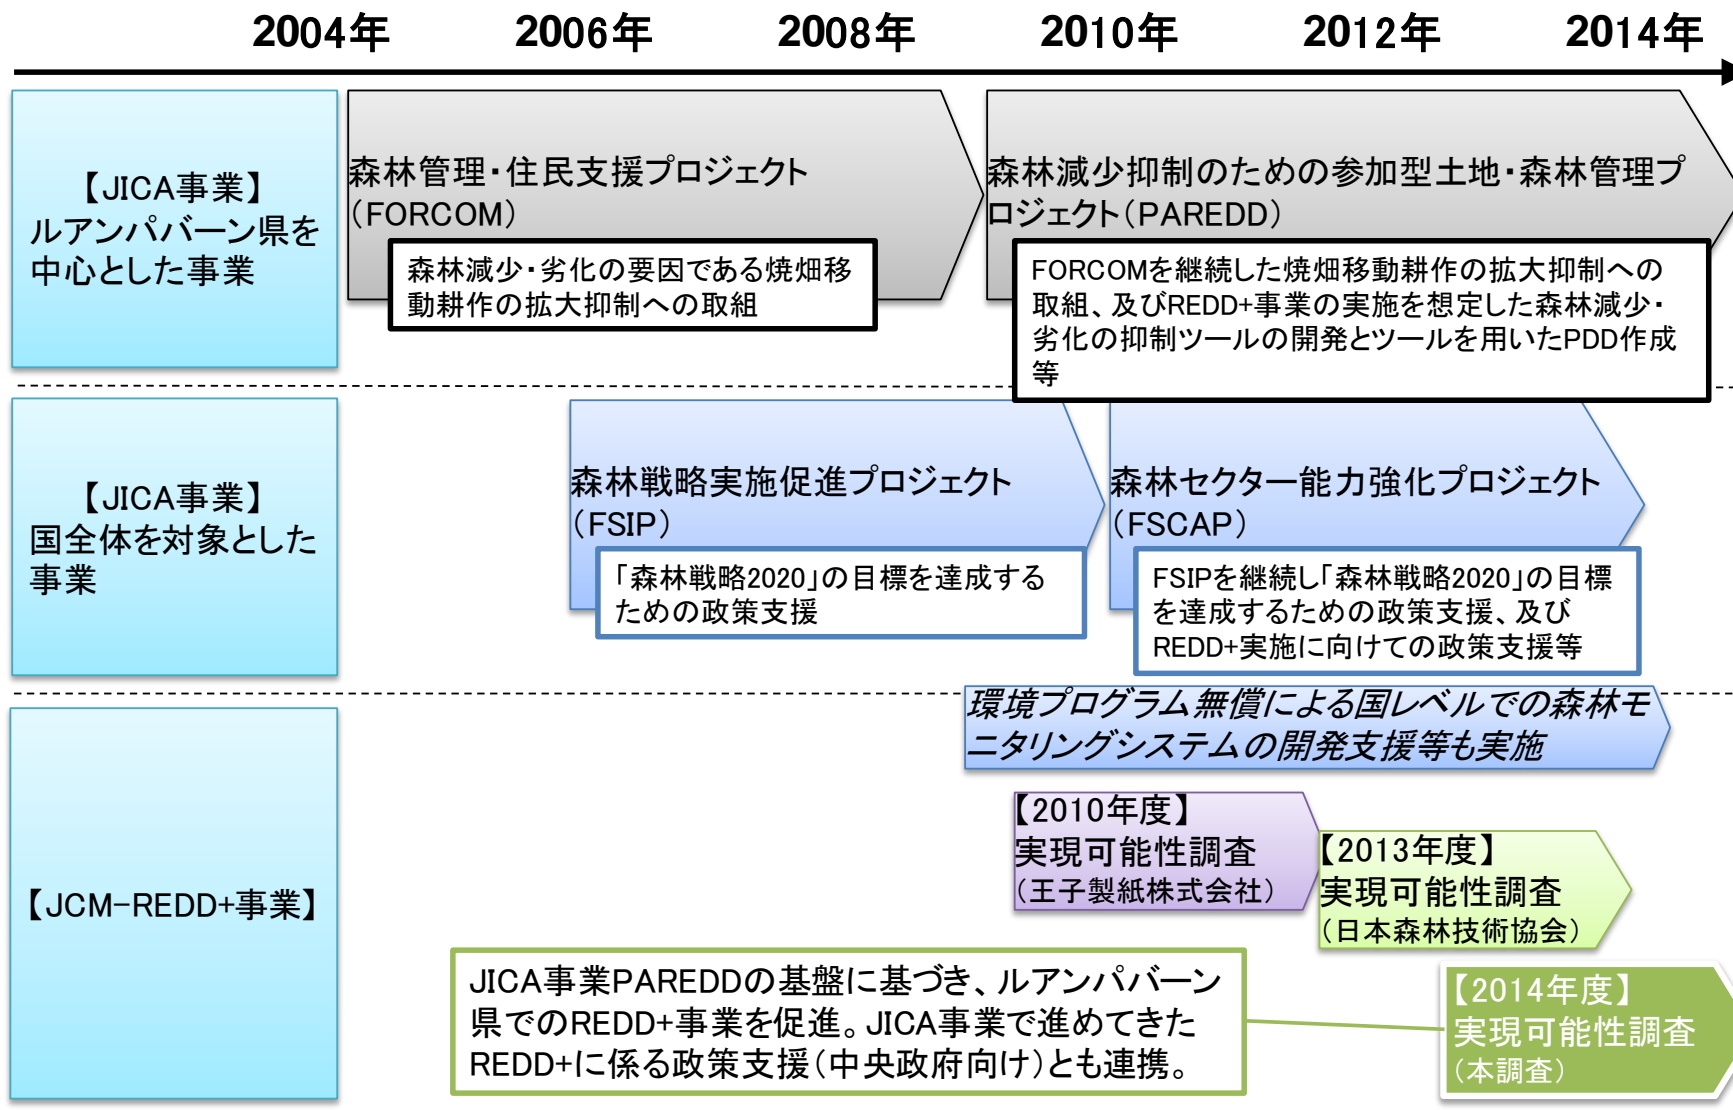 2004年 2006年 2008年 2010年 2012年 2014年
【JICA事業】
ルアンパバーン県を
中心とした事業
森林管理・住民支援プロジェクト
（FORCOM）
森林減少・劣化の要因である焼畑移
動耕作の拡大抑制への取組
森林減少抑制のための参加型土地・森林管理プ
ロジェクト（PAREDD）
FORCOMを継続した焼畑移動耕作の拡大抑制への
取組、及びREDD+事業の実施を想定した森林減少・
劣化の抑制ツールの開発とツールを用いたPDD作成
等
【JICA事業】
国全体を対象とした
事業
森林戦略実施促進プロジェクト
（FSIP）
「森林戦略2020」の目標を達成する
ための政策支援
森林セクター能力強化プロジェクト
（FSCAP）
FSIPを継続し「森林戦略2020」の目標
を達成するための政策支援、及び
REDD+実施に向けての政策支援等
環境プログラム無償による国レベルでの森林モ
ニタリングシステムの開発支援等も実施
【JCM-REDD+事業】
【2010年度】
実現可能性調査
（王子製紙株式会社）
【2013年度】
実現可能性調査
（日本森林技術協会）
JICA事業PAREDDの基盤に基づき、ルアンパバーン
県でのREDD+事業を促進。JICA事業で進めてきた
REDD+に係る政策支援（中央政府向け）とも連携。
【2014年度】
実現可能性調査
（本調査）